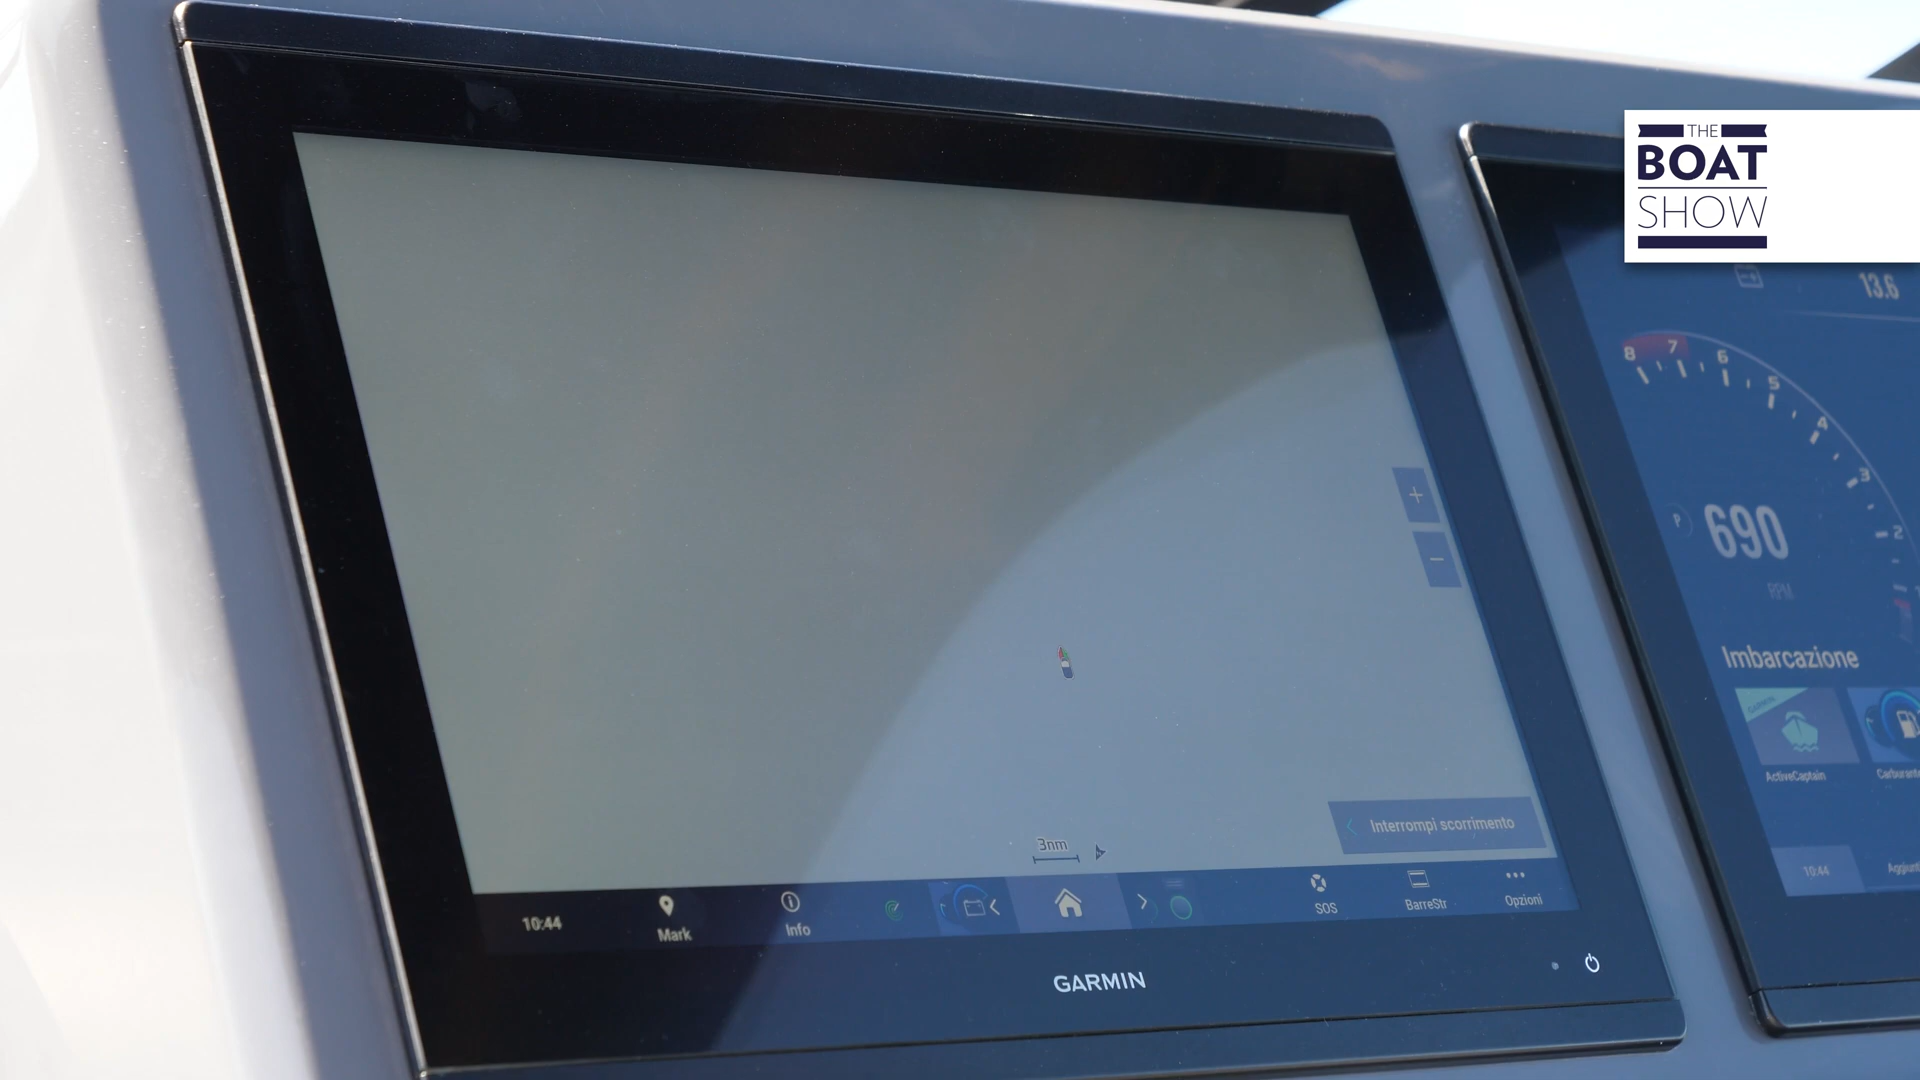 THE
BOAT
SHOW
13.6
8 7 6 5 4 3 2
P
690
RPM
Imbarcazione
ActiveCaptain
10:44
+
−
Interrompi scorrimento
3nm
10:44
Mark
Info
SOS
BarreStr
Opzioni
GARMIN